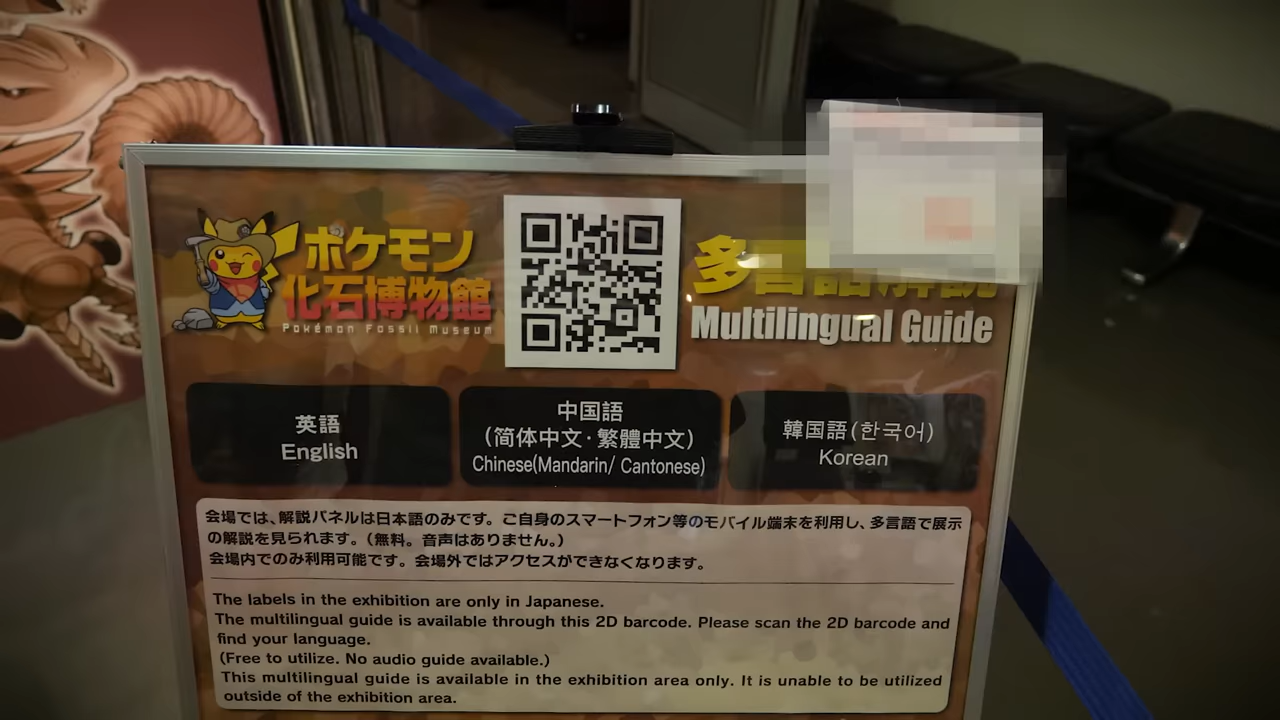 ポケモン
化石博物館
Pokémon Fossil Museum
多言語解説
Multilingual Guide
英語
English
中国語
(简体中文·繁體中文)
Chinese(Mandarin/ Cantonese)
韓国語(한국어)
Korean
会場では、解説パネルは日本語のみです。ご自身のスマートフォン等のモバイル端末を利用し、多言語で展示
の解説を見られます。(無料。音声はありません。)
会場内でのみ利用可能です。会場外ではアクセスができなくなります。
The labels in the exhibition are only in Japanese.
The multilingual guide is available through this 2D barcode. Please scan the 2D barcode and
find your language.
(Free to utilize. No audio guide available.)
This multilingual guide is available in the exhibition area only. It is unable to be utilized
outside of the exhibition area.